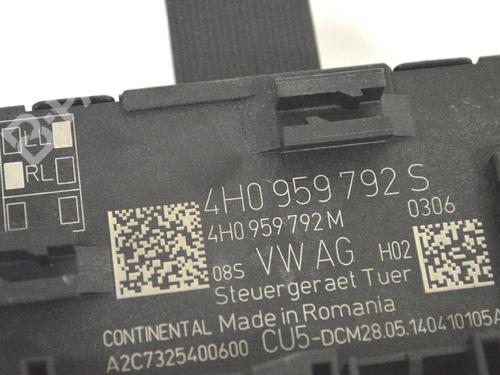 LL
RL
4H0 959 792 S
4H0 959 792 M
0306
08S VW AG H02
Steuergeraet Tuer
CONTINENTAL Made in Romania
A2C7325400600 CU5-DCM28.05.140410105A